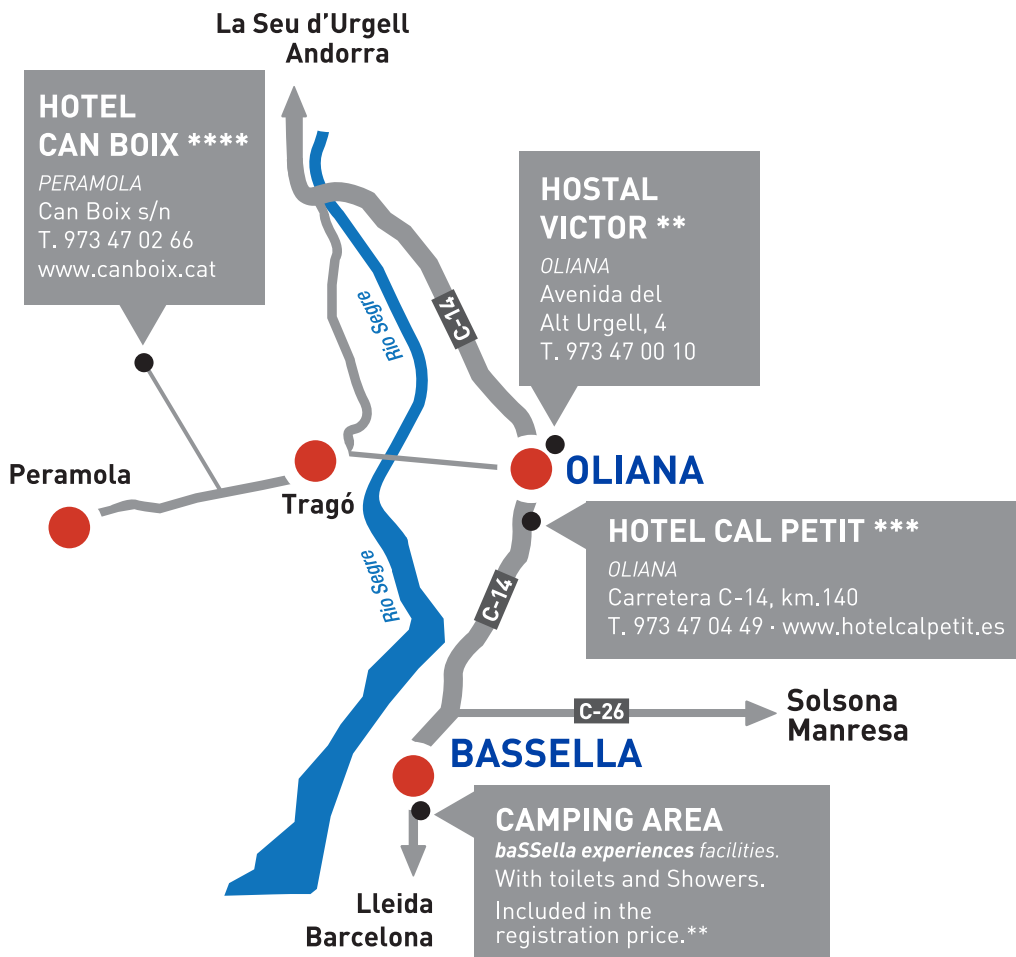 La Seu d'Urgell
Andorra
HOTEL
CAN BOIX ****
PERAMOLA
Can Boix s/n
T. 973 47 02 66
www.canboix.cat
HOSTAL
VICTOR **
OLIANA
Avenida del
Alt Urgell, 4
T. 973 47 00 10
Rio Segre
C-14
Peramola
Tragó
OLIANA
HOTEL CAL PETIT ***
OLIANA
Carretera C-14, km.140
T. 973 47 04 49 · www.hotelcalpetit.es
Rio Segre
C-14
C-26
Solsona
Manresa
BASSELLA
CAMPING AREA
baSSella experiences facilities.
With toilets and Showers.
Included in the
registration price.**
Lleida
Barcelona